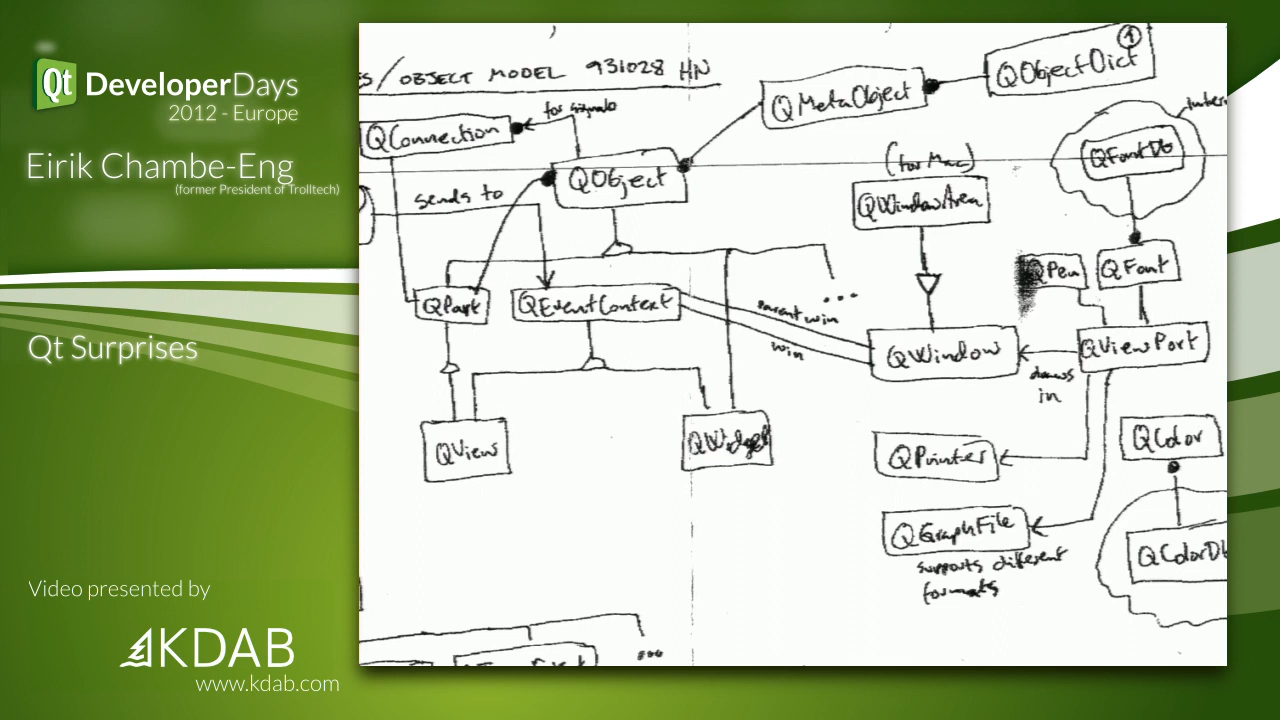 Qt DeveloperDays
2012 - Europe
Eirik Chambe-Eng
(former President of Trolltech)
Qt Surprises
Video presented by
KDAB
www.kdab.com
S/OBJECT MODEL 931028 HN
QObjectDict
1
QMetaObject
for signals
QConnection
QFontDb
(for Mac)
QObject
sends to
QWindowArea
QPen
QFont
QPart
QEventContext
...
parent win
win
QWindow
QViewPort
draws
in
QView
QWidget
QPrinter
QColor
QGraphFile
supports different
formats
QColorDb
...